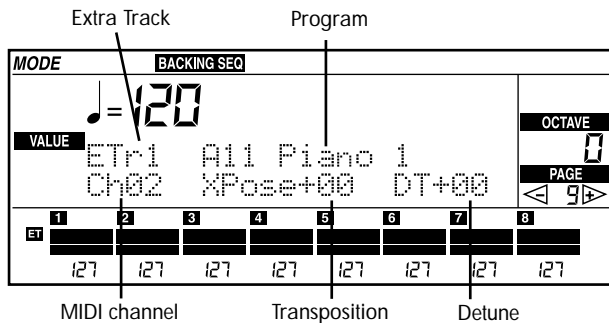 Extra Track Program
MODE BACKING SEQ
♩=120
OCTAVE
VALUE 0
ETr1 A11 Piano 1
PAGE
Ch02 XPose+00 DT+00 9
1 2 3 4 5 6 7 8
ET
127 127 127 127 127 127 127 127
MIDI channel Transposition Detune